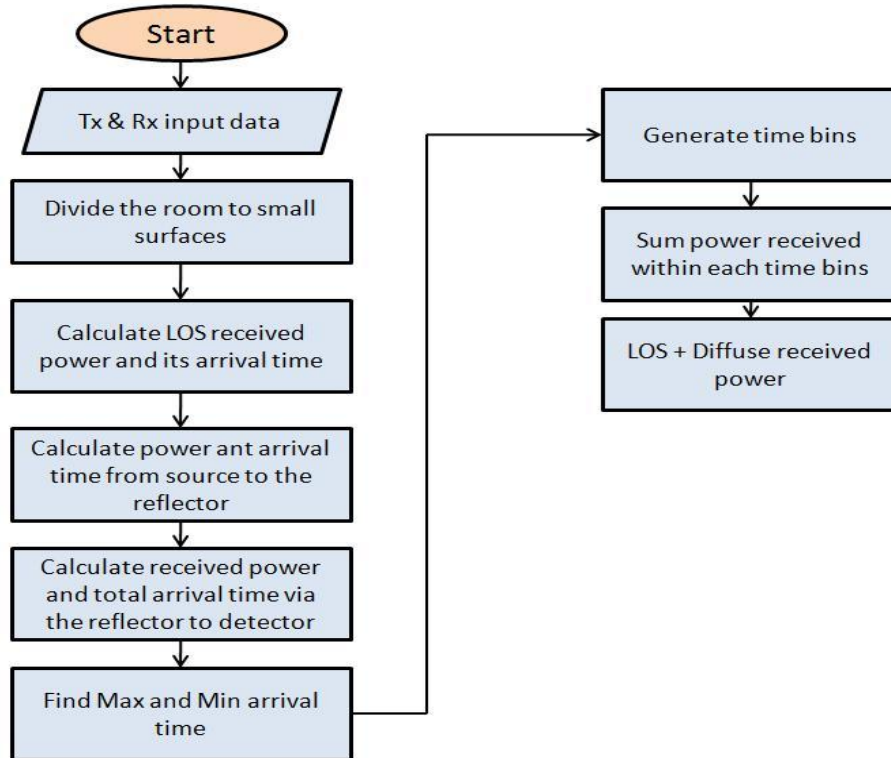 Start
Tx & Rx input data
Divide the room to small
surfaces
Calculate LOS received
power and its arrival time
Calculate power ant arrival
time from source to the
reflector
Calculate received power
and total arrival time via
the reflector to detector
Find Max and Min arrival
time
Generate time bins
Sum power received
within each time bins
LOS + Diffuse received
power